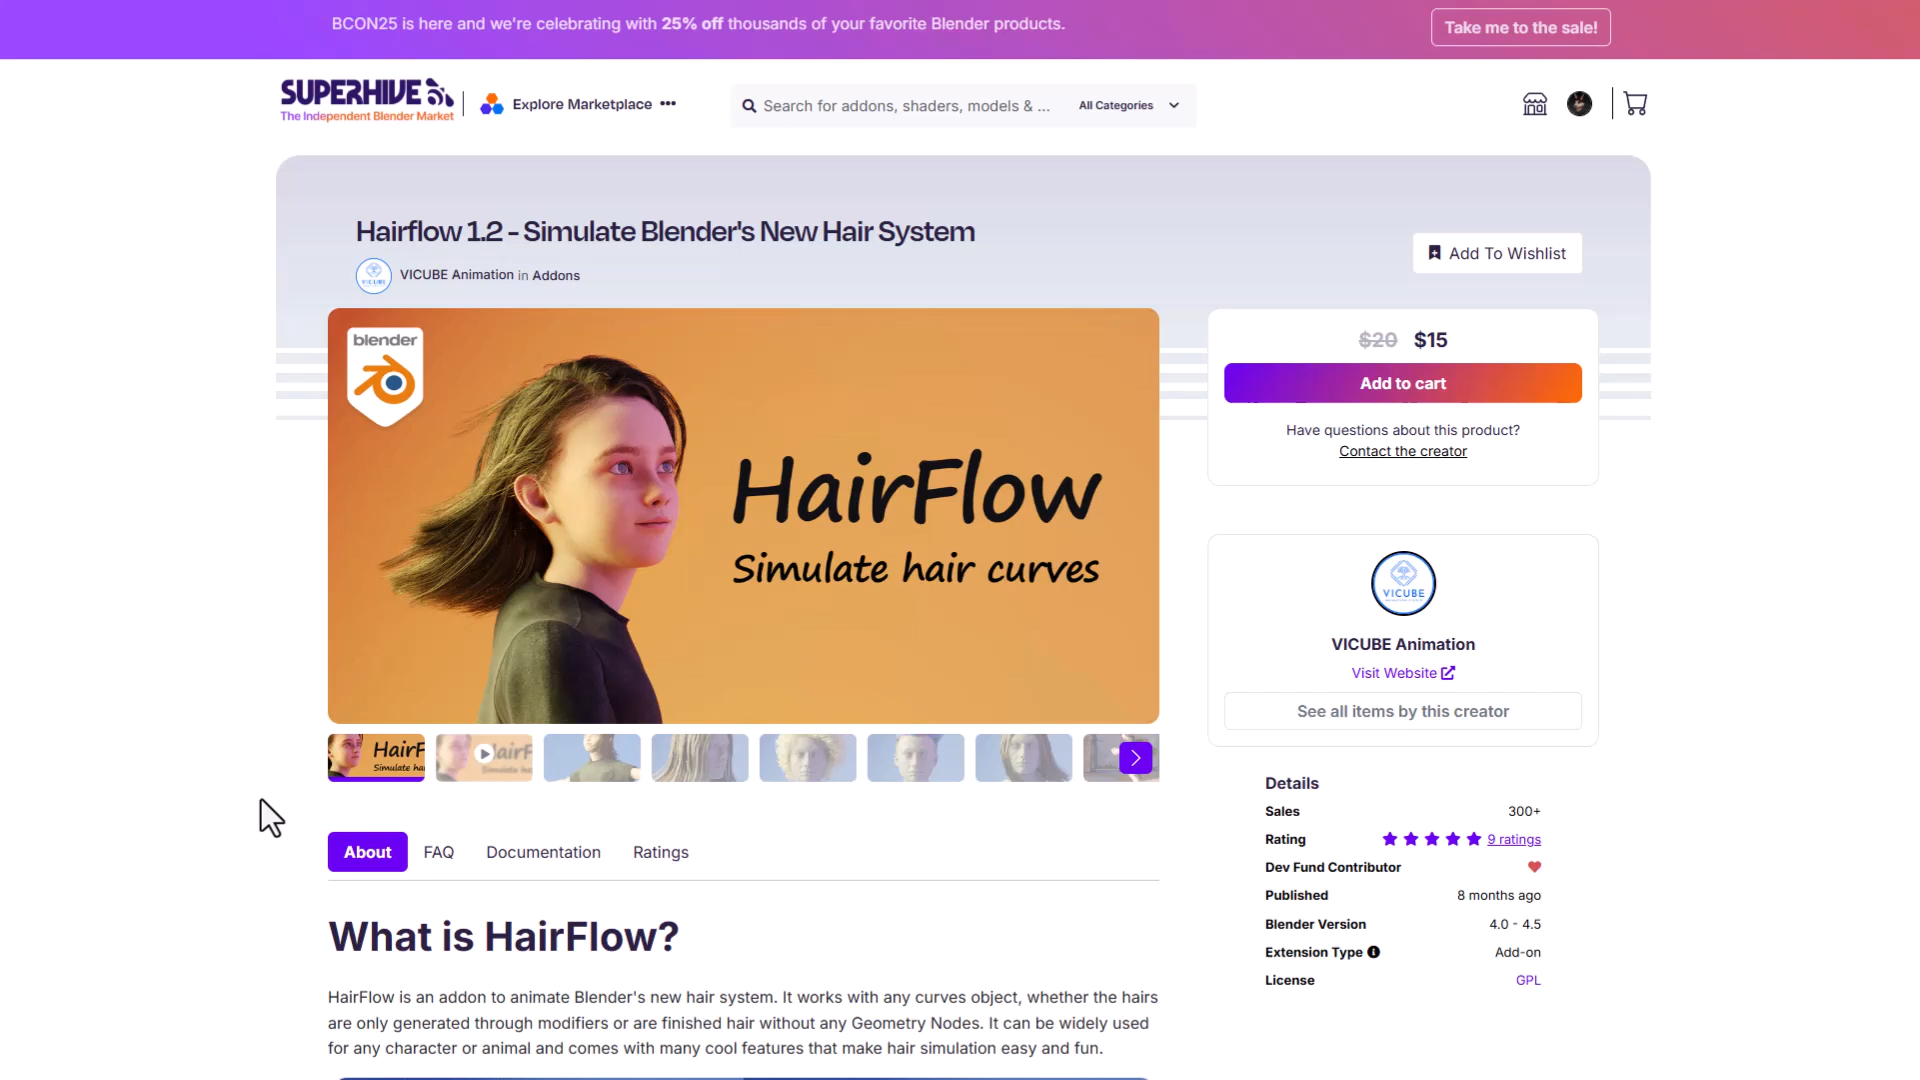 BCON25 is here and we're celebrating with 25% off thousands of your favorite Blender products.
Take me to the sale!
SUPERHIVE
The Independent Blender Market
Explore Marketplace •••
Search for addons, shaders, models & ...
All Categories
Hairflow 1.2 - Simulate Blender's New Hair System
VICUBE Animation in Addons
Add To Wishlist
blender
HairFlow
Simulate hair curves
$20 $15
Add to cart
Have questions about this product?
Contact the creator
VICUBE
VICUBE Animation
Visit Website
See all items by this creator
HairF
Simulate ha
Details
Sales 300+
Rating 9 ratings
Dev Fund Contributor
Published 8 months ago
Blender Version 4.0 - 4.5
Extension Type Add-on
License GPL
About
FAQ
Documentation
Ratings
What is HairFlow?
HairFlow is an addon to animate Blender's new hair system. It works with any curves object, whether the hairs
are only generated through modifiers or are finished hair without any Geometry Nodes. It can be widely used
for any character or animal and comes with many cool features that make hair simulation easy and fun.